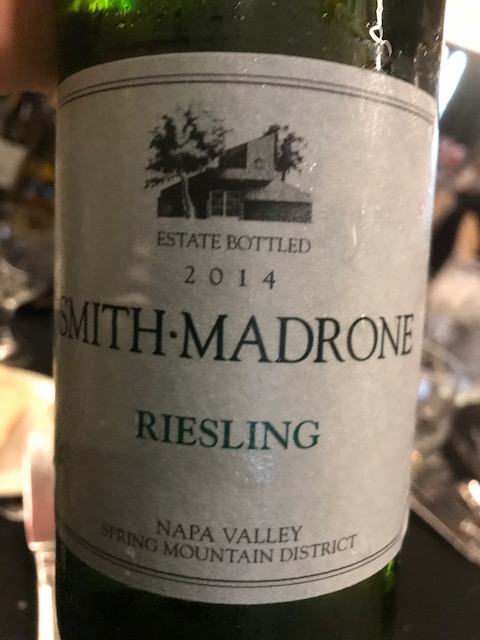 ESTATE BOTTLED
2014
SMITH·MADRONE
RIESLING
NAPA VALLEY
SPRING MOUNTAIN DISTRICT